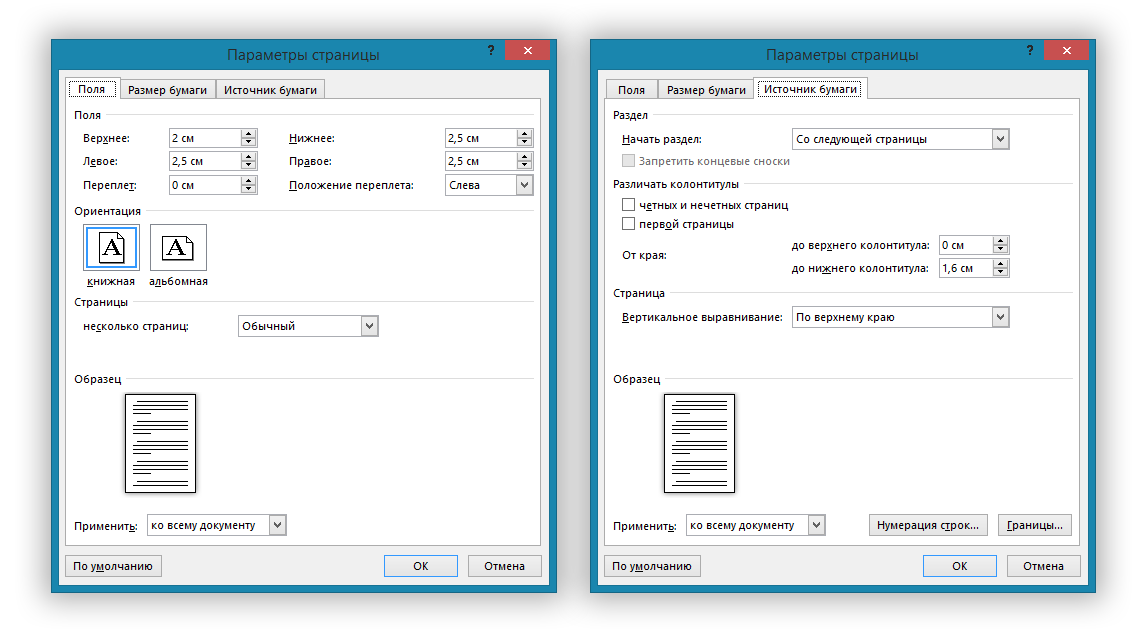 Параметры страницы ?
Поля Размер бумаги Источник бумаги
Поля
Верхнее: 2 см Нижнее: 2,5 см
Левое: 2,5 см Правое: 2,5 см
Переплет: 0 см Положение переплета: Слева
Ориентация
A A
книжная альбомная
Страницы
несколько страниц: Обычный
Образец
Применить: ко всему документу
По умолчанию ОК Отмена
Параметры страницы ?
Поля Размер бумаги Источник бумаги
Раздел
Начать раздел: Со следующей страницы
Запретить концевые сноски
Различать колонтитулы
четных и нечетных страниц
первой страницы
От края: до верхнего колонтитула: 0 см
до нижнего колонтитула: 1,6 см
Страница
Вертикальное выравнивание: По верхнему краю
Образец
Применить: ко всему документу Нумерация строк... Границы...
По умолчанию ОК Отмена